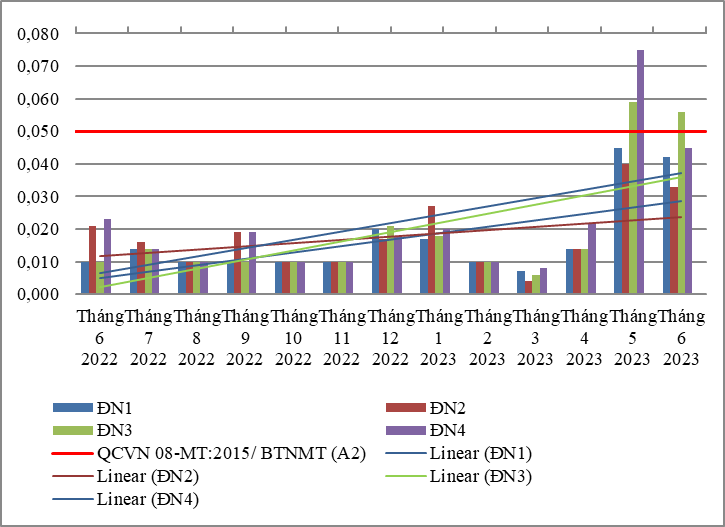 0,080
0,070
0,060
0,050
0,040
0,030
0,020
0,010
0,000
Tháng 6 2022
Tháng 7 2022
Tháng 8 2022
Tháng 9 2022
Tháng 10 2022
Tháng 11 2022
Tháng 12 2022
Tháng 1 2023
Tháng 2 2023
Tháng 3 2023
Tháng 4 2023
Tháng 5 2023
Tháng 6 2023
ĐN1
ĐN2
ĐN3
ĐN4
QCVN 08-MT:2015/ BTNMT (A2)
Linear (ĐN1)
Linear (ĐN2)
Linear (ĐN3)
Linear (ĐN4)